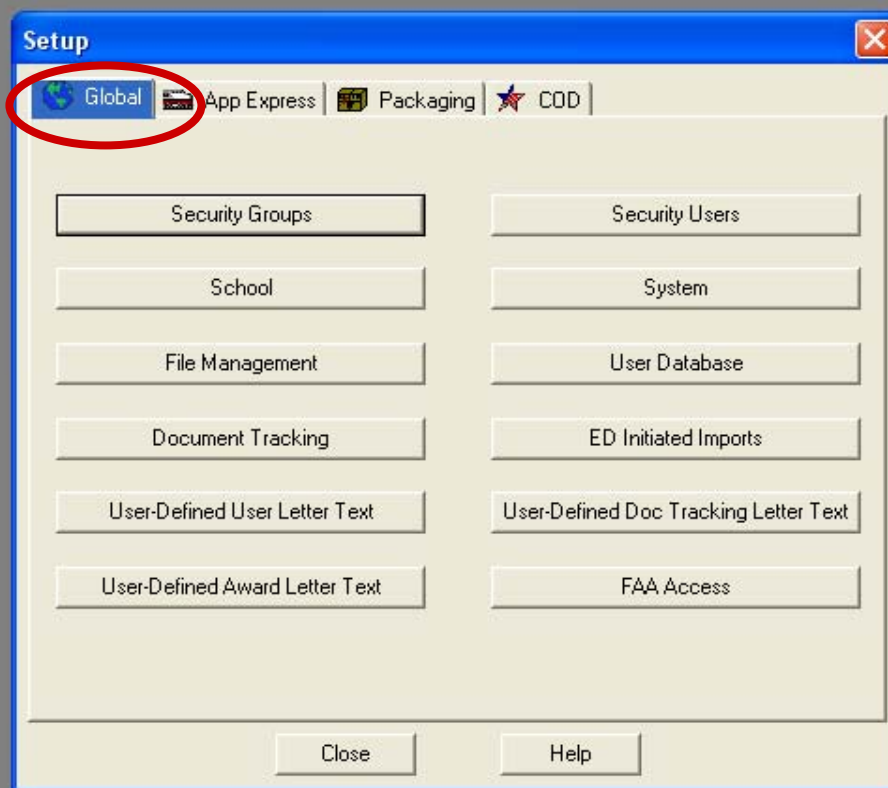 Setup
Global App Express Packaging COD
Security Groups Security Users
School System
File Management User Database
Document Tracking ED Initiated Imports
User-Defined User Letter Text User-Defined Doc Tracking Letter Text
User-Defined Award Letter Text FAA Access
Close Help